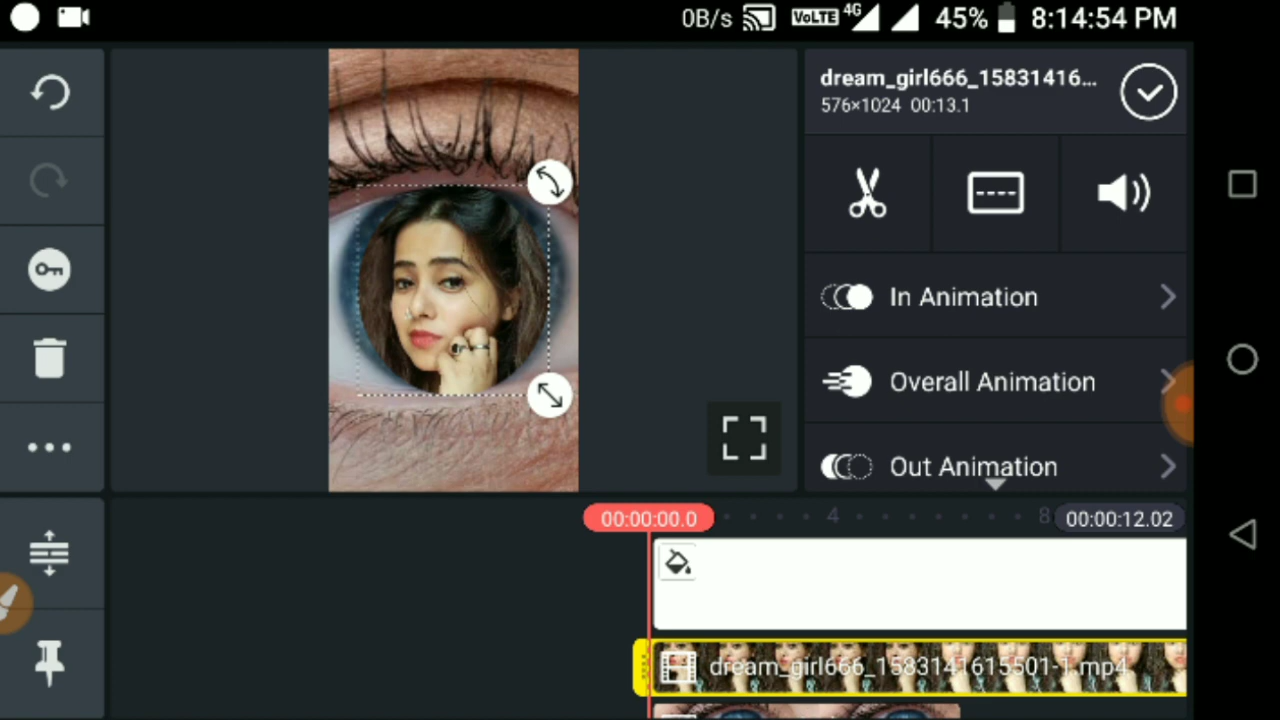 0B/s VoLTE 4G 45% 8:14:54 PM
dream_girl666_15831416...
576×1024 00:13.1
In Animation
Overall Animation
Out Animation
00:00:00.0 4 8 00:00:12.02
dream_girl666_1583141615501-1.mp4